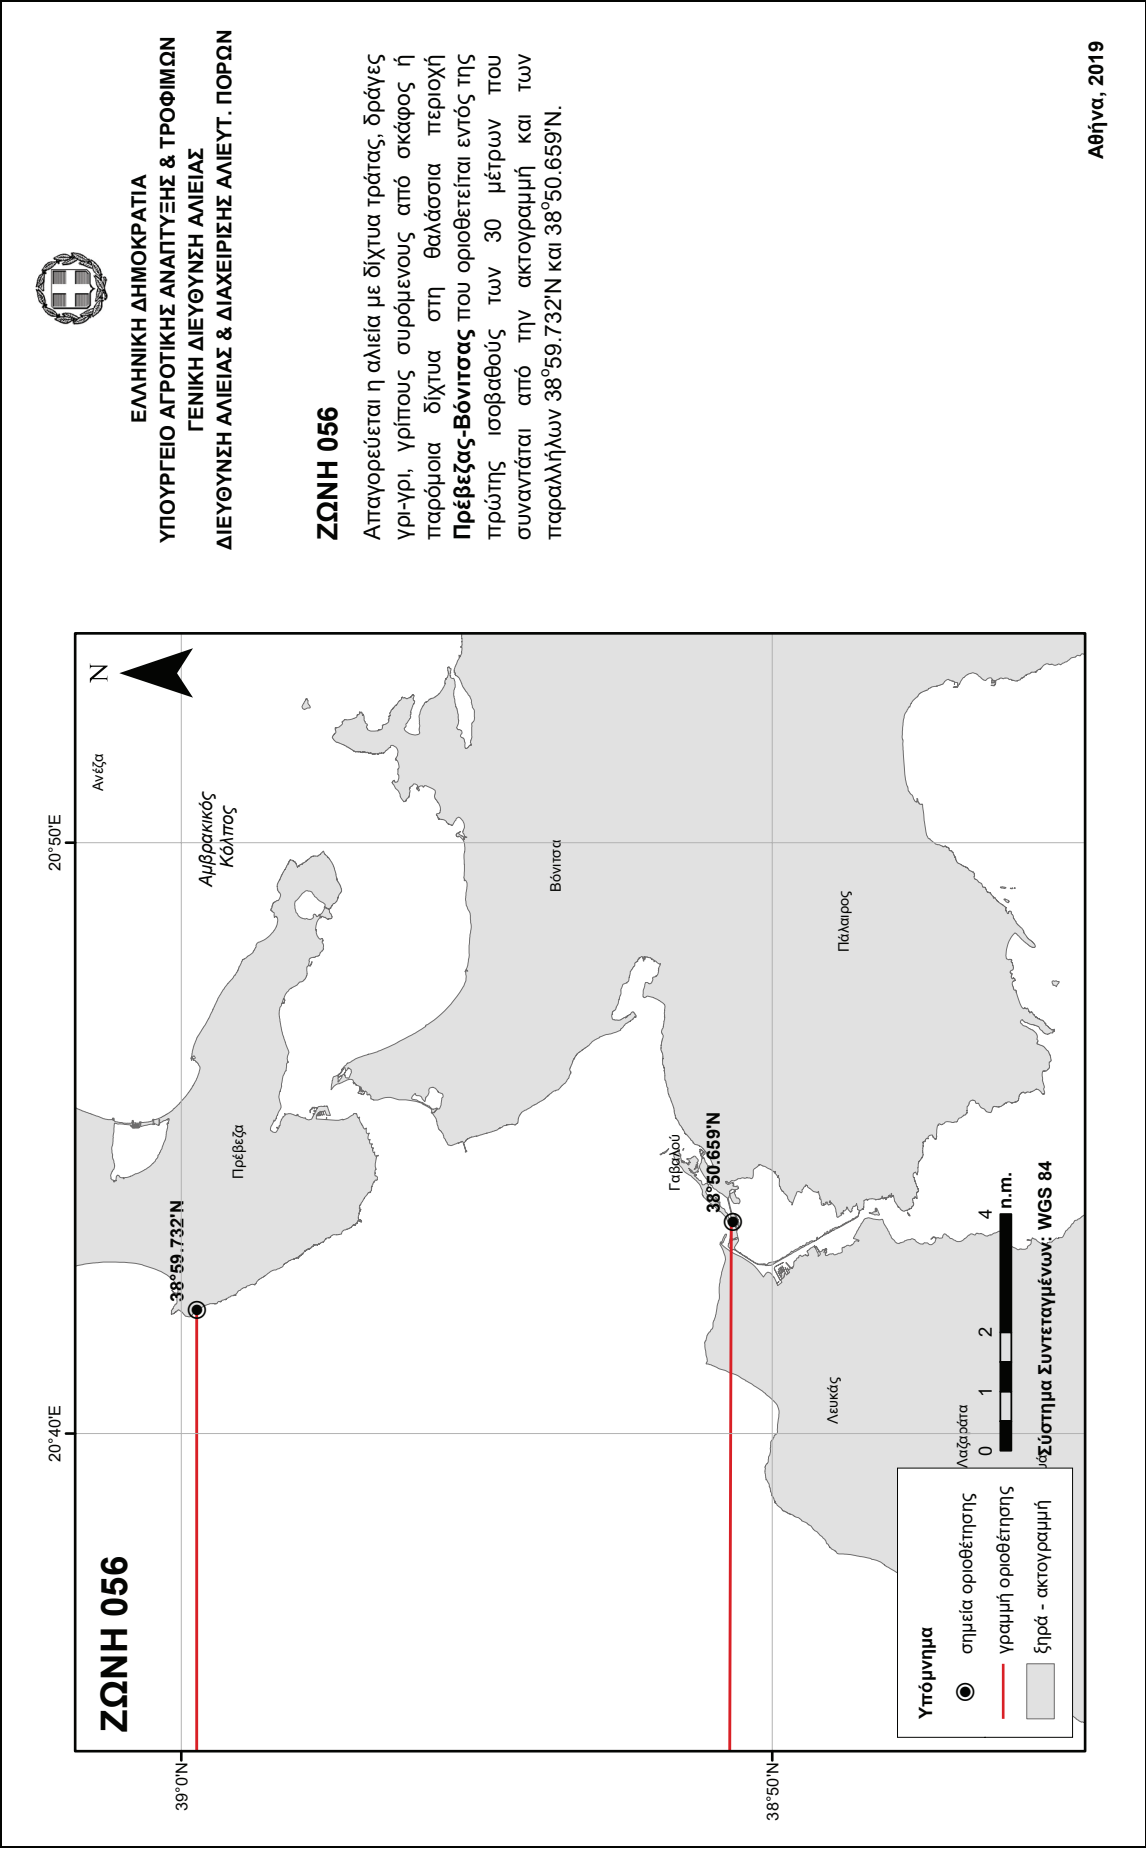 ΕΛΛΗΝΙΚΗ ΔΗΜΟΚΡΑΤΙΑ
ΥΠΟΥΡΓΕΙΟ ΑΓΡΟΤΙΚΗΣ ΑΝΑΠΤΥΞΗΣ & ΤΡΟΦΙΜΩΝ
ΓΕΝΙΚΗ ΔΙΕΥΘΥΝΣΗ ΑΛΙΕΙΑΣ
ΔΙΕΥΘΥΝΣΗ ΑΛΙΕΙΑΣ & ΔΙΑΧΕΙΡΙΣΗΣ ΑΛΙΕΥΤ. ΠΟΡΩΝ
ΖΩΝΗ 056
Απαγορεύεται η αλιεία με δίχτυα τράτας, δράγες
γρι-γρι, γρίπους συρόμενους από σκάφος ή
παρόμοια δίχτυα στη θαλάσσια περιοχή
Πρέβεζας-Βόνιτσας που οριοθετείται εντός της
πρώτης ισοβαθούς των 30 μέτρων που
συναντάται από την ακτογραμμή και των
παραλλήλων 38°59.732'Ν και 38°50.659'Ν.
Αθήνα, 2019
ΖΩΝΗ 056
20°40'E
20°50'E
39°0'N
38°50'N
N
Ανέζα
Αμβρακικός
Κόλπος
Πρέβεζα
38°59.732'N
Βόνιτσα
Γαβαλού
38°50.659'N
Πάλαιρος
Λευκάς
Λαζαράτα
0 1 2 4
n.m.
Σύστημα Συντεταγμένων: WGS 84
Υπόμνημα
σημεία οριοθέτησης
γραμμή οριοθέτησης
ξηρά - ακτογραμμή